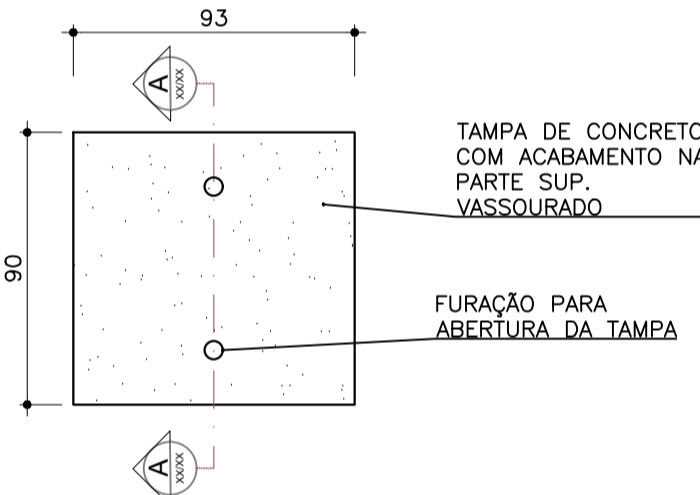 93
A
XX/XX
TAMPA DE CONCRETO
COM ACABAMENTO NA
PARTE SUP.
VASSOURADO
90
FURAÇÃO PARA
ABERTURA DA TAMPA
A
XX/XX